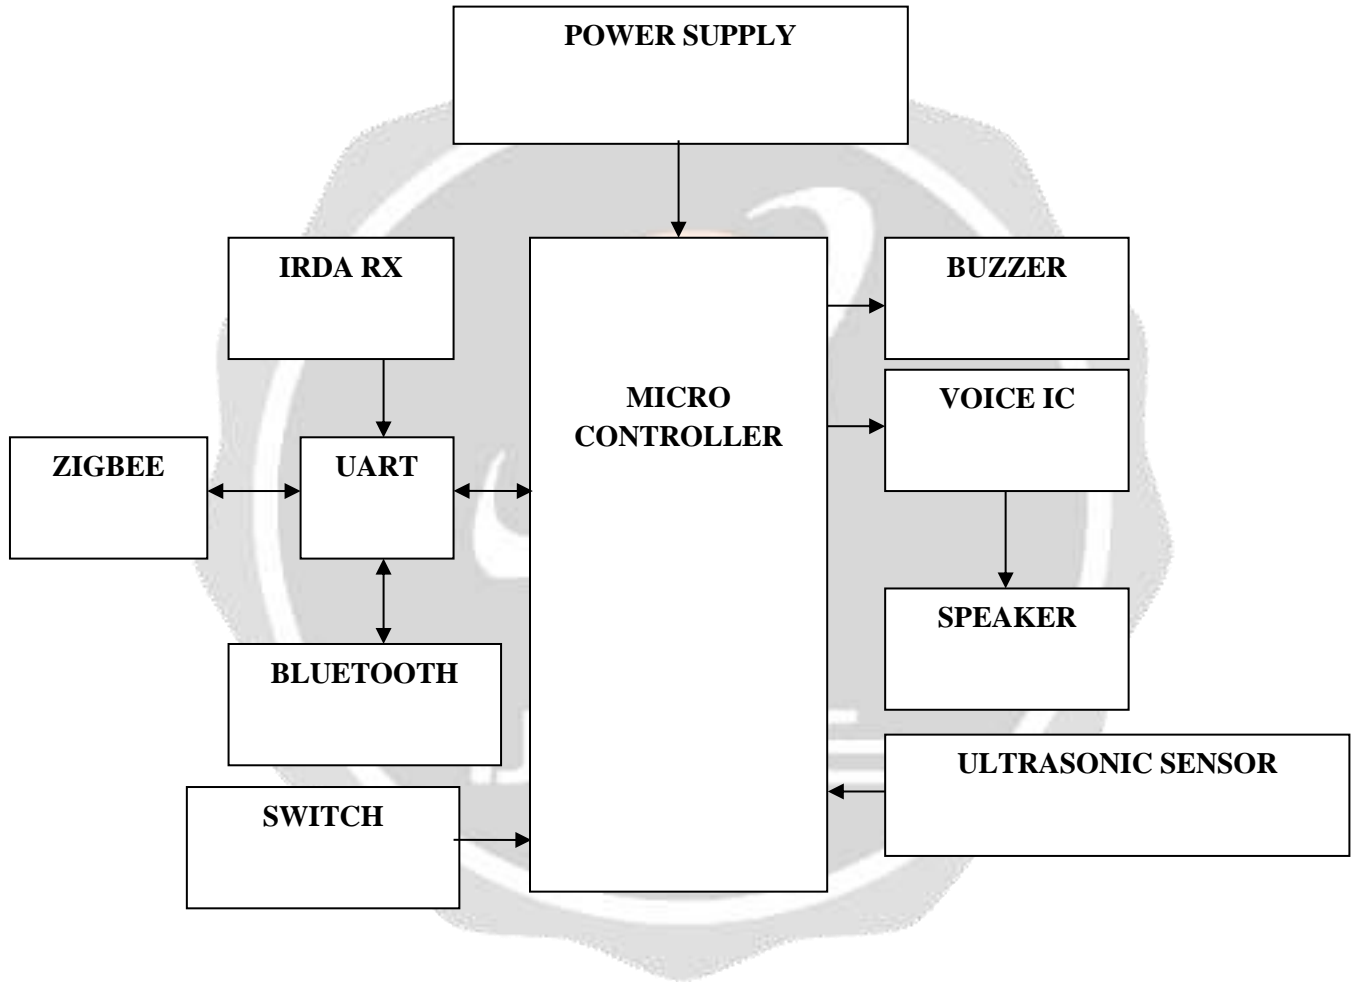 POWER SUPPLY
IRDA RX
BUZZER
MICRO
CONTROLLER
VOICE IC
ZIGBEE
UART
SPEAKER
BLUETOOTH
ULTRASONIC SENSOR
SWITCH